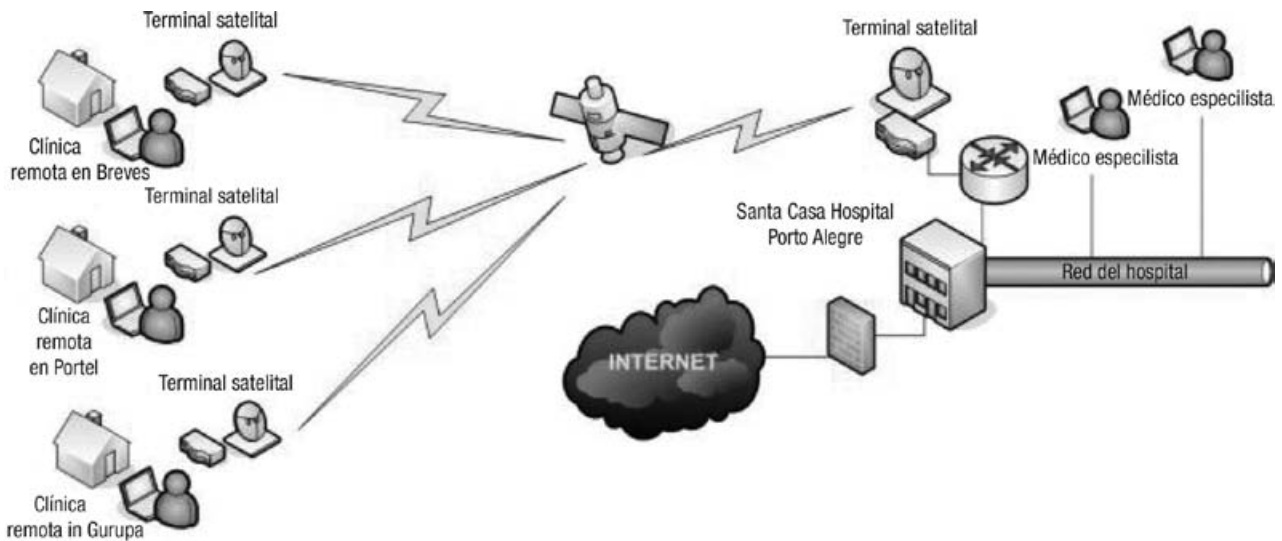 Terminal satelital
Clínica
remota en Breves
Terminal satelital
Clínica
remota
en Portel
Terminal satelital
Clínica
remota in Gurupa
Terminal satelital
Médico especilista
Médico especilista
Santa Casa Hospital
Porto Alegre
Red del hospital
INTERNET